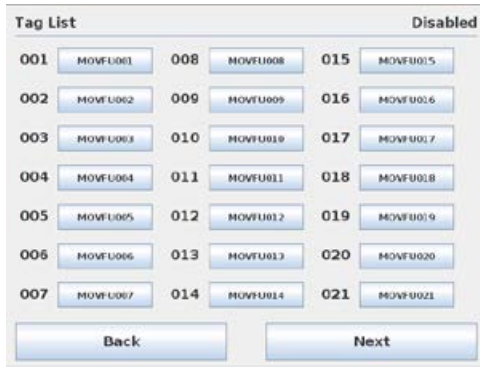 Tag List Disabled
001 MOVFU001 008 MOVFU008 015 MOVFU015
002 MOVFU002 009 MOVFU009 016 MOVFU016
003 MOVFU003 010 MOVFU010 017 MOVFU017
004 MOVFU004 011 MOVFU011 018 MOVFU018
005 MOVFU005 012 MOVFU012 019 MOVFU019
006 MOVFU006 013 MOVFU013 020 MOVFU020
007 MOVFU007 014 MOVFU014 021 MOVFU021
Back Next